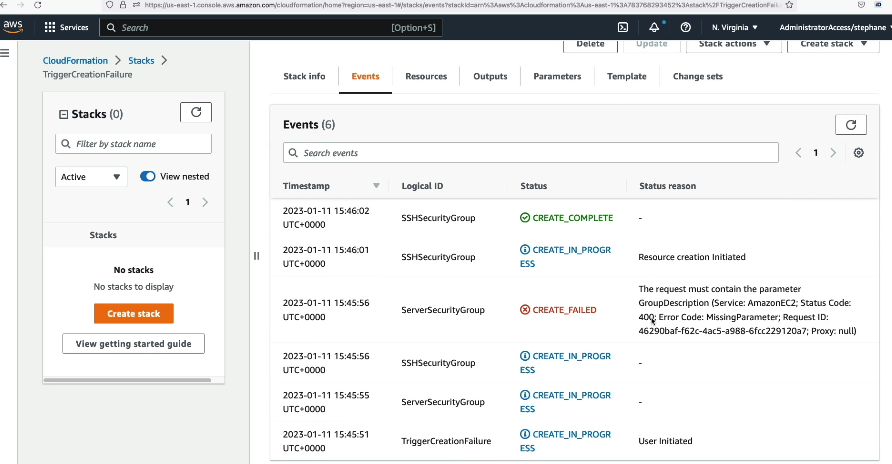 https://us-east-1.console.aws.amazon.com/cloudformation/home?region=us-east-1#/stacks/events?stackId=arn%3Aaws%3Acloudformation%3Aus-east-1%3A783768293452%3Astack%2FTriggerCreationFail
aws
Services
Search
[Option+S]
N. Virginia
AdministratorAccess/stephane
CloudFormation > Stacks >
TriggerCreationFailure
Delete
Update
Stack actions
Create stack
Stack info
Events
Resources
Outputs
Parameters
Template
Change sets
Stacks (0)
Filter by stack name
Active
View nested
1
Stacks
No stacks
No stacks to display
Create stack
View getting started guide
Events (6)
Search events
1
Timestamp
Logical ID
Status
Status reason
2023-01-11 15:46:02
UTC+0000
SSHSecurityGroup
CREATE_COMPLETE
-
2023-01-11 15:46:01
UTC+0000
SSHSecurityGroup
CREATE_IN_PROGR
ESS
Resource creation Initiated
2023-01-11 15:45:56
UTC+0000
ServerSecurityGroup
CREATE_FAILED
The request must contain the parameter
GroupDescription (Service: AmazonEC2; Status Code:
400; Error Code: MissingParameter; Request ID:
46290baf-f62c-4ac5-a988-6fcc229120a7; Proxy: null)
2023-01-11 15:45:56
UTC+0000
SSHSecurityGroup
CREATE_IN_PROGR
ESS
-
2023-01-11 15:45:55
UTC+0000
ServerSecurityGroup
CREATE_IN_PROGR
ESS
-
2023-01-11 15:45:51
UTC+0000
TriggerCreationFailure
CREATE_IN_PROGR
ESS
User Initiated